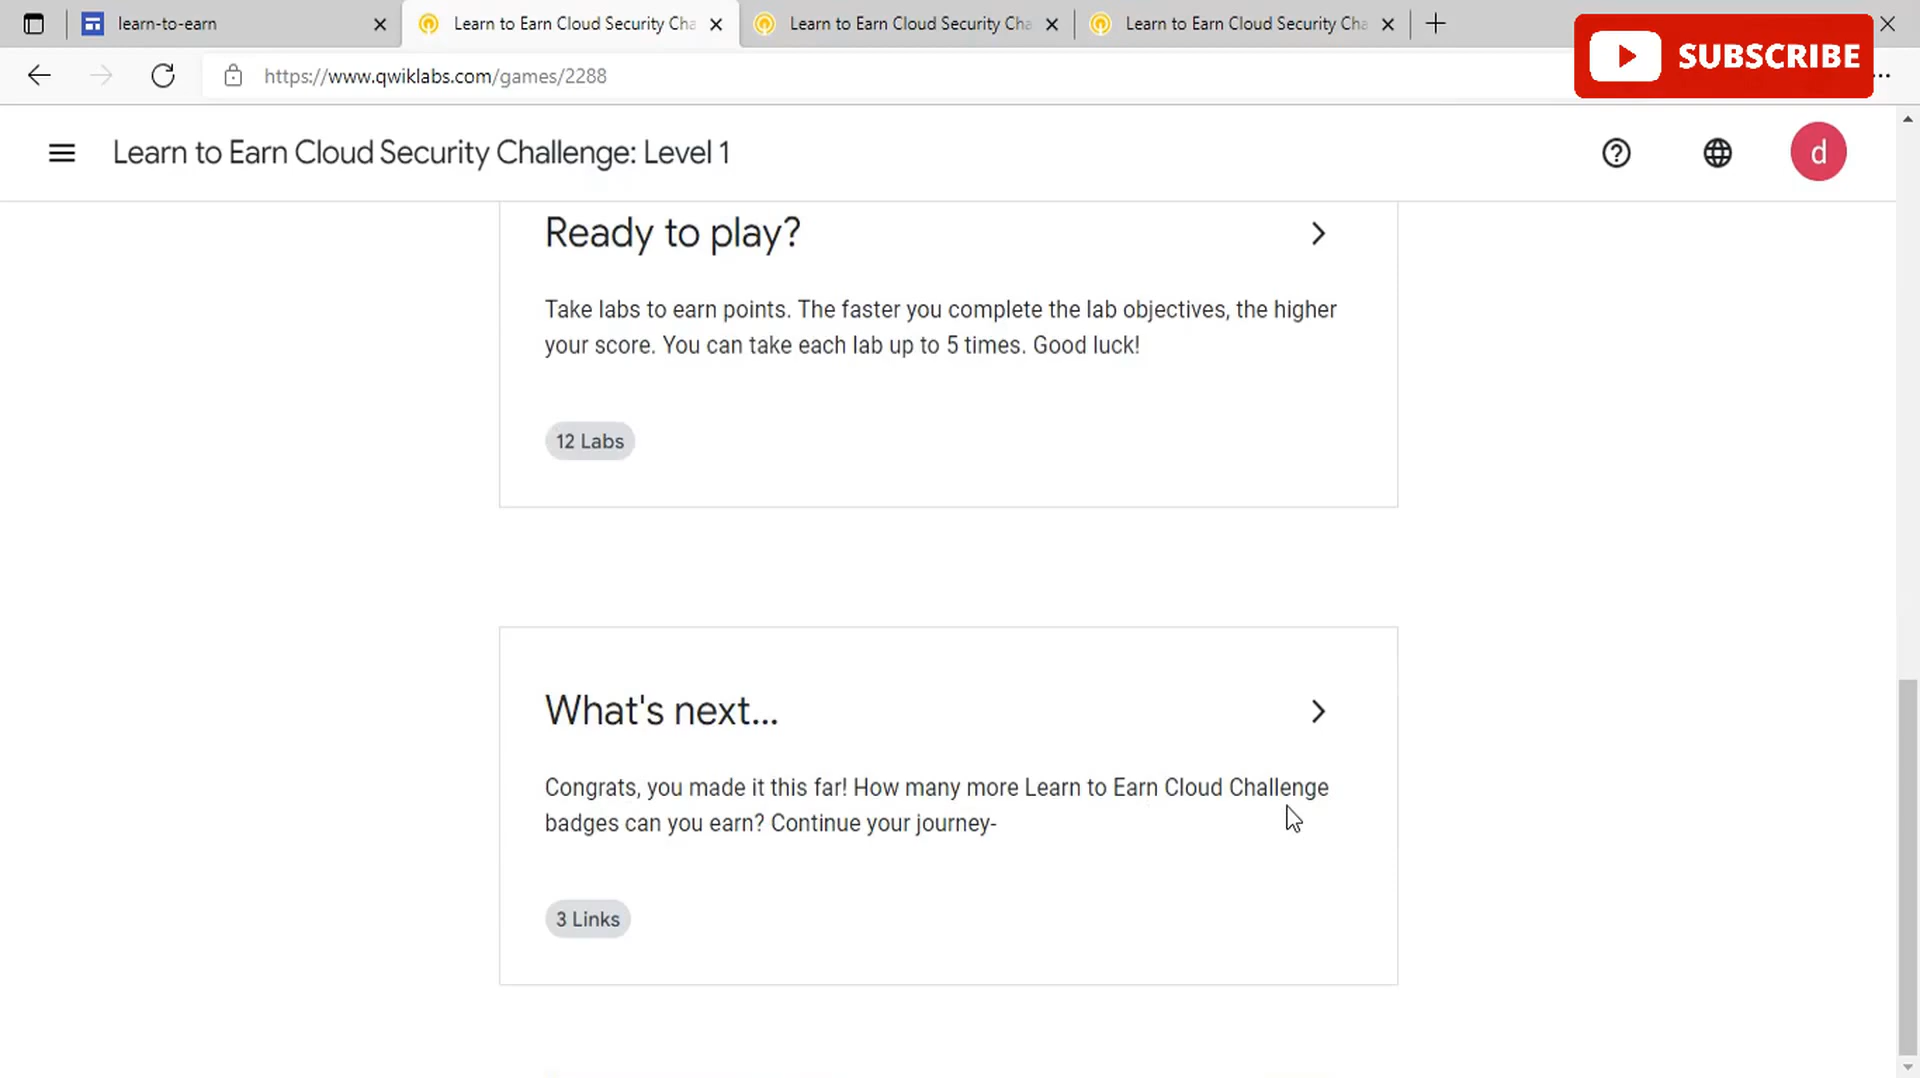 learn-to-earn
Learn to Earn Cloud Security Cha
Learn to Earn Cloud Security Cha
Learn to Earn Cloud Security Cha
https://www.qwiklabs.com/games/2288
SUBSCRIBE
Learn to Earn Cloud Security Challenge: Level 1
d
Ready to play?
Take labs to earn points. The faster you complete the lab objectives, the higher
your score. You can take each lab up to 5 times. Good luck!
12 Labs
What's next...
Congrats, you made it this far! How many more Learn to Earn Cloud Challenge
badges can you earn? Continue your journey-
3 Links